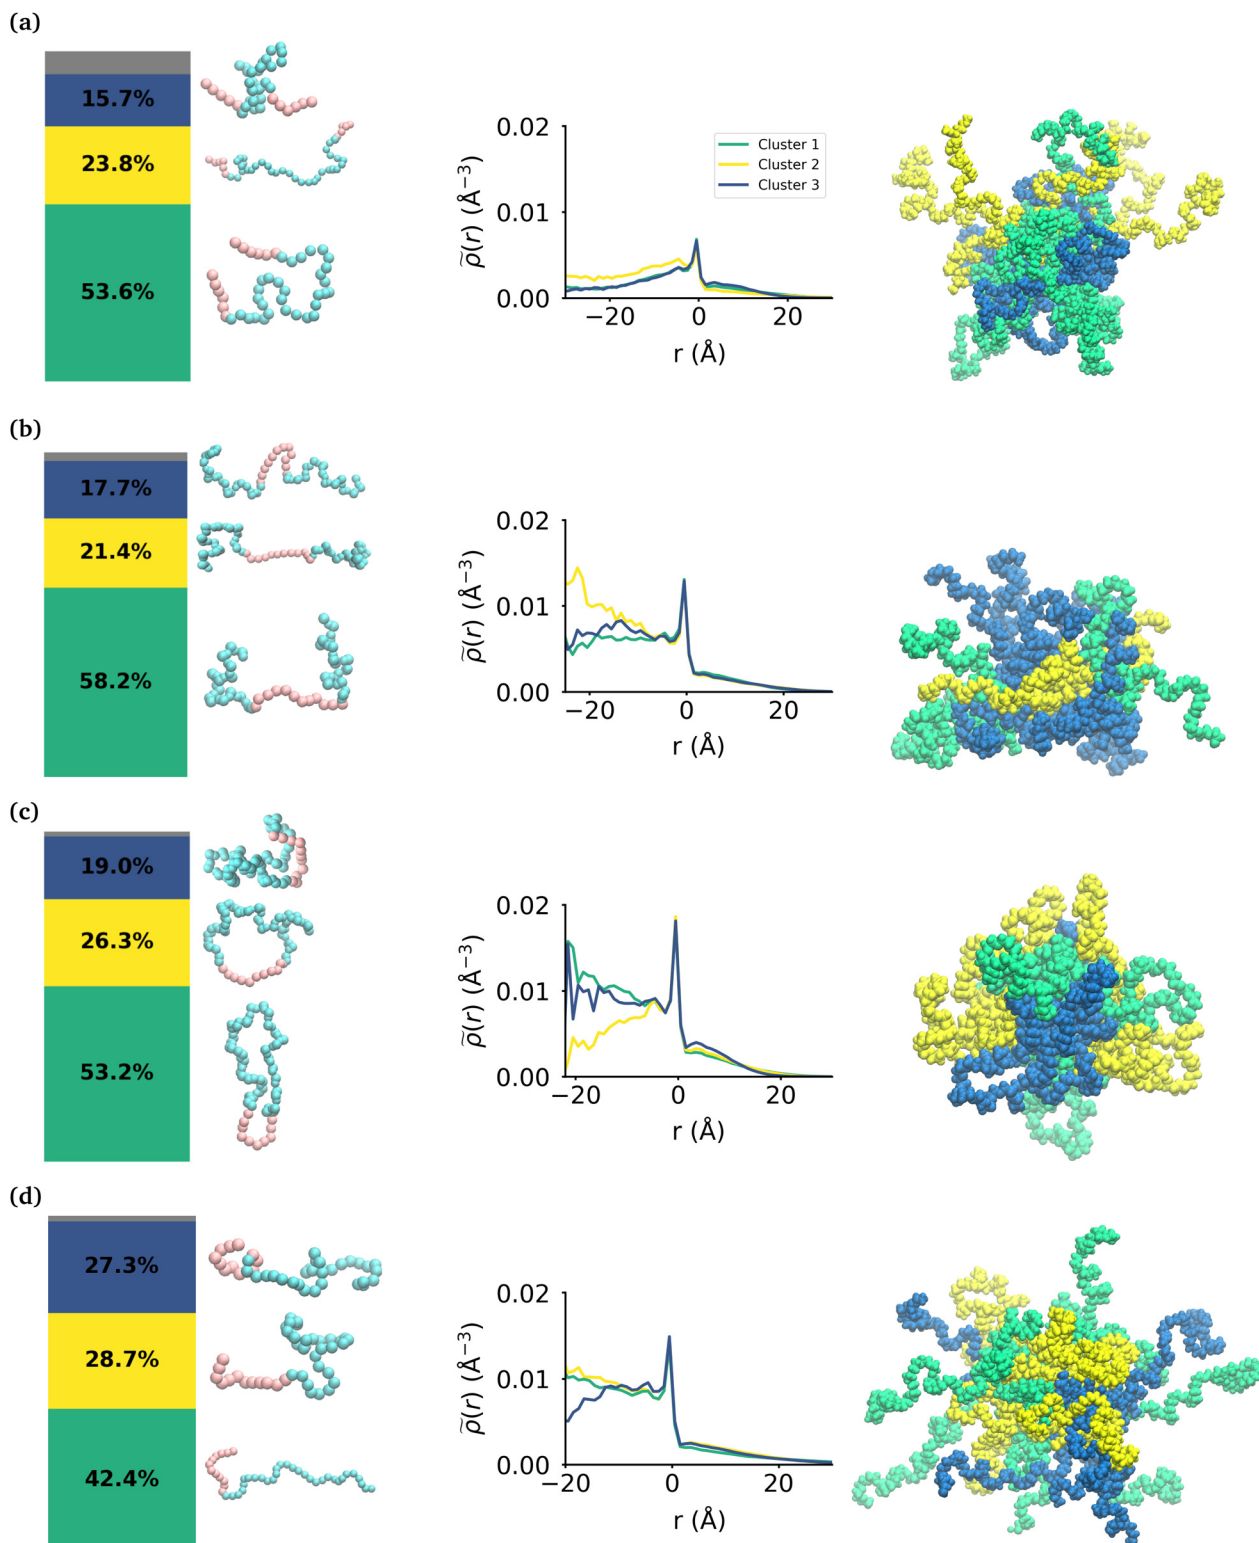 (a)
15.7%
23.8%
53.6%
0.02
0.01
0.00
ρ̃(r) (Å⁻³)
Cluster 1
Cluster 2
Cluster 3
−20 0 20
r (Å)
(b)
17.7%
21.4%
58.2%
0.02
0.01
0.00
ρ̃(r) (Å⁻³)
−20 0 20
r (Å)
(c)
19.0%
26.3%
53.2%
0.02
0.01
0.00
ρ̃(r) (Å⁻³)
−20 0 20
r (Å)
(d)
27.3%
28.7%
42.4%
0.02
0.01
0.00
ρ̃(r) (Å⁻³)
−20 0 20
r (Å)